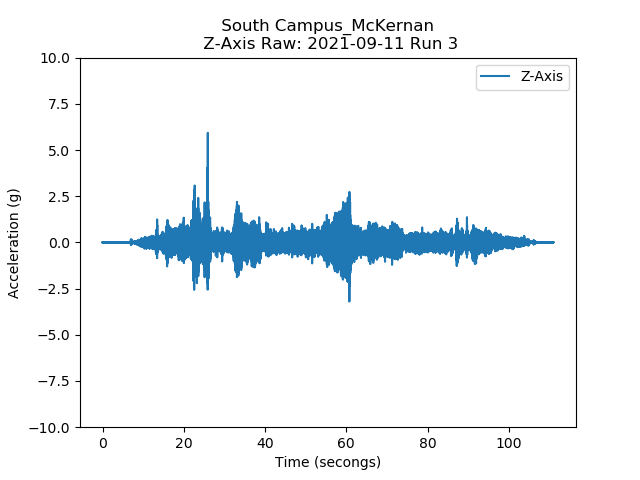 South Campus_McKernan
Z-Axis Raw: 2021-09-11 Run 3
Z-Axis
10.0
7.5
5.0
2.5
0.0
−2.5
−5.0
−7.5
−10.0
Acceleration (g)
0 20 40 60 80 100
Time (secongs)